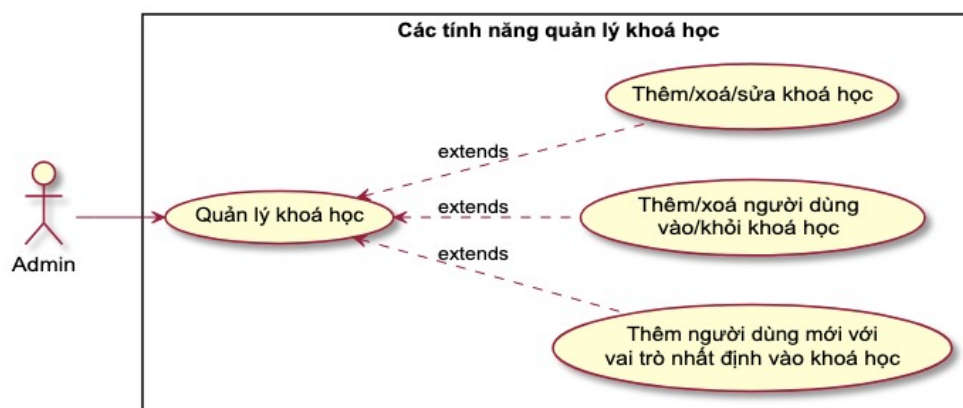 Các tính năng quản lý khoá học
Thêm/xoá/sửa khoá học
extends
Quản lý khoá học
extends
Thêm/xoá người dùng
vào/khỏi khoá học
Admin
extends
Thêm người dùng mới với
vai trò nhất định vào khoá học